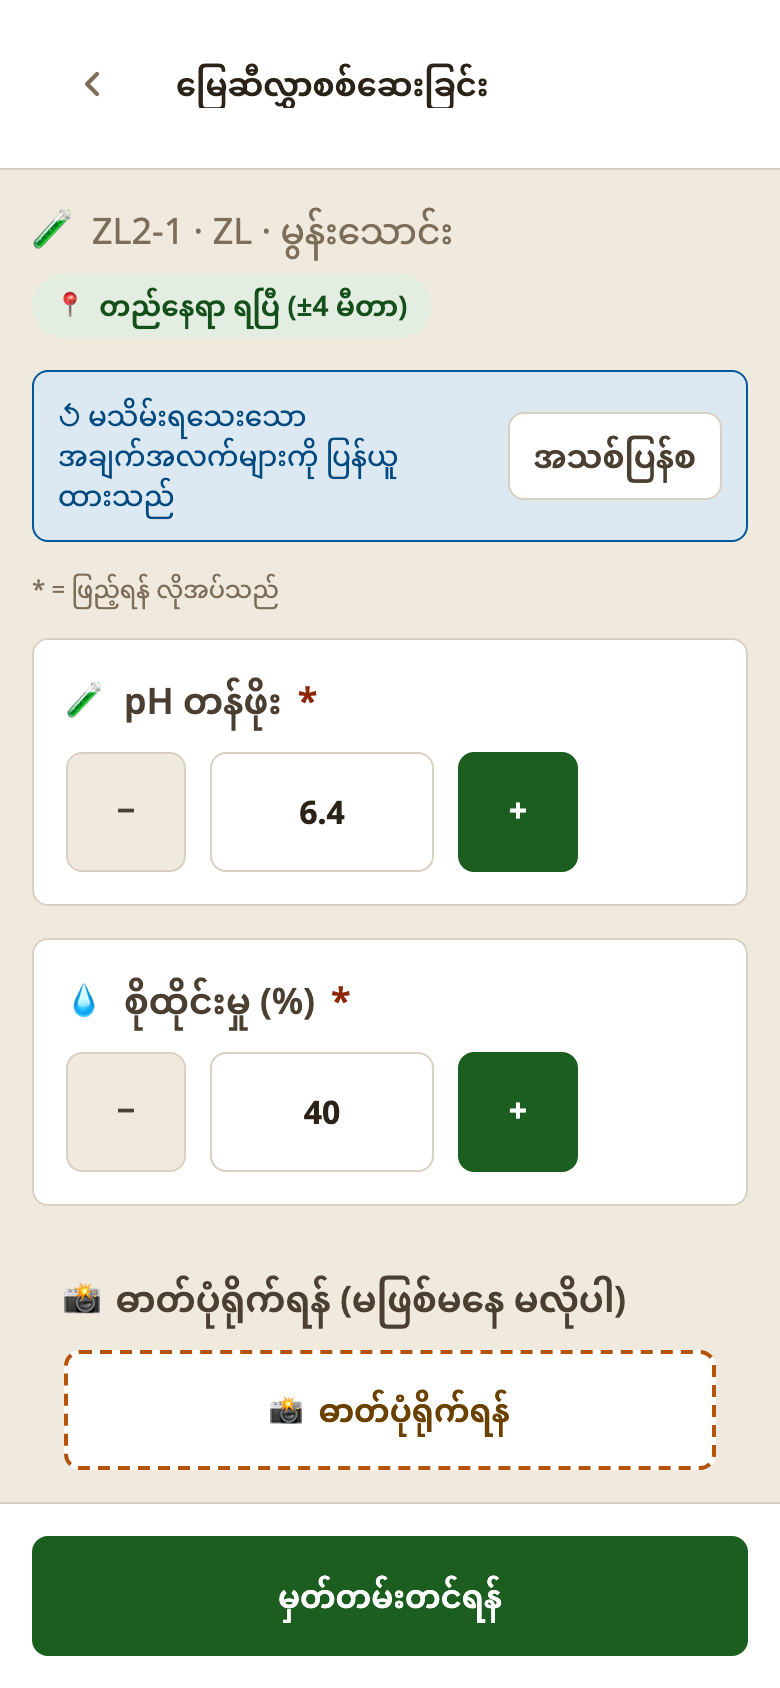 မြေဆီလွှာစစ်ဆေးခြင်း
ZL2-1 · ZL · မွန်းသောင်း
တည်နေရာ ရပြီ (±4 မီတာ)
မသိမ်းရသေးသော
အချက်အလက်များကို ပြန်ယူ
ထားသည်
အသစ်ပြန်စ
* = ဖြည့်ရန် လိုအပ်သည်
pH တန်ဖိုး *
− 6.4 +
စိုထိုင်းမှု (%) *
− 40 +
ဓာတ်ပုံရိုက်ရန် (မဖြစ်မနေ မလိုပါ)
ဓာတ်ပုံရိုက်ရန်
မှတ်တမ်းတင်ရန်